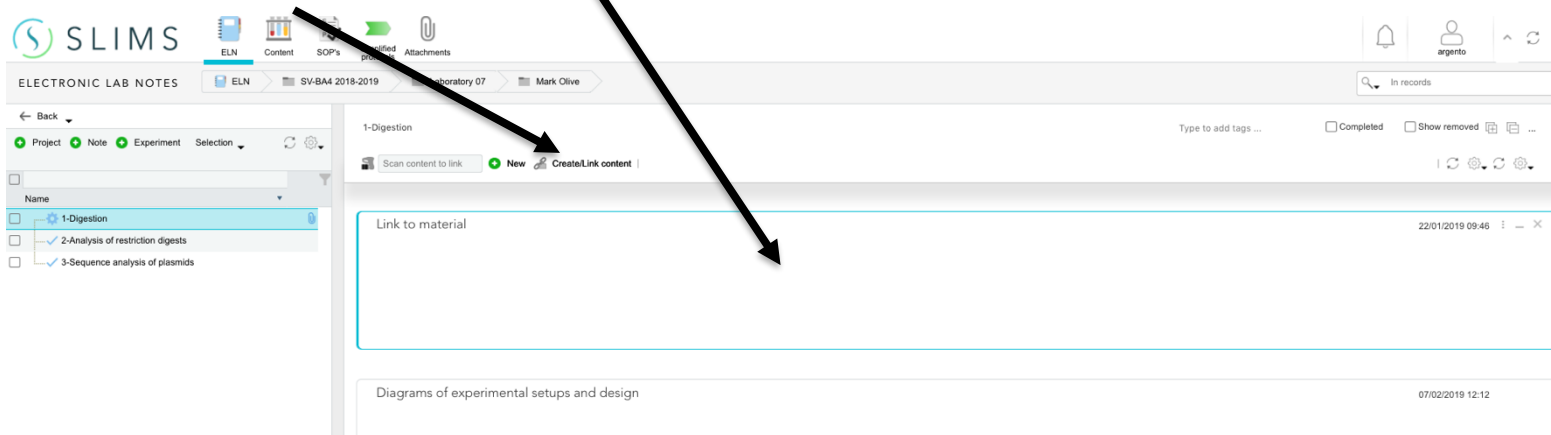 SLIMS
ELN Content SOP's Attachments
argento
ELECTRONIC LAB NOTES ELN SV-BA4 2018-2019 Laboratory 07 Mark Olive In records
Back
Project Note Experiment Selection
1-Digestion Type to add tags ... Completed Show removed ...
Scan content to link New Create/Link content
Name
1-Digestion
2-Analysis of restriction digests
3-Sequence analysis of plasmids
Link to material 22/01/2019 09:46
Diagrams of experimental setups and design 07/02/2019 12:12